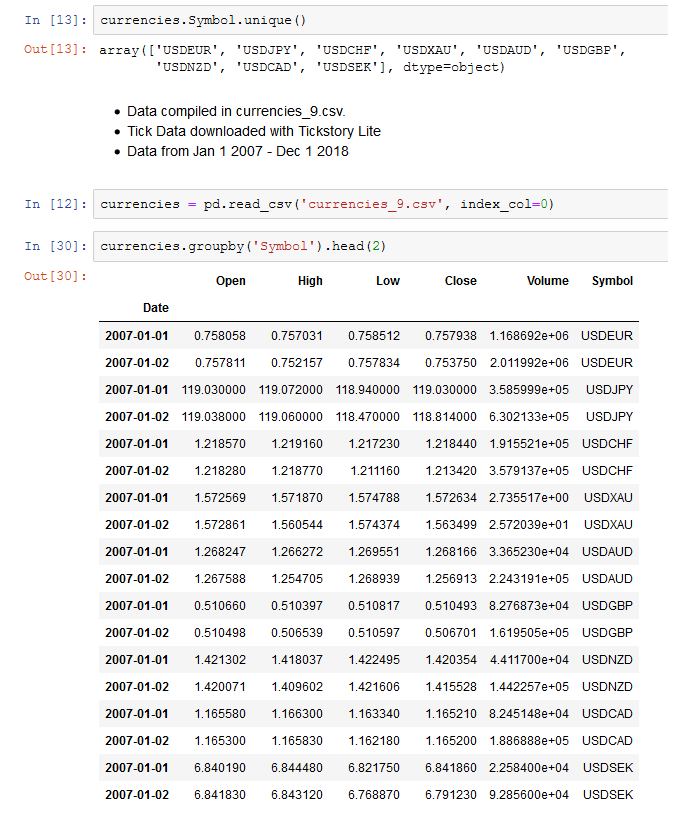 In [13]: currencies.Symbol.unique()
Out[13]: array(['USDEUR', 'USDJPY', 'USDCHF', 'USDXAU', 'USDAUD', 'USDGBP',
'USDNZD', 'USDCAD', 'USDSEK'], dtype=object)
• Data compiled in currencies_9.csv.
• Tick Data downloaded with Tickstory Lite
• Data from Jan 1 2007 - Dec 1 2018
In [12]: currencies = pd.read_csv('currencies_9.csv', index_col=0)
In [30]: currencies.groupby('Symbol').head(2)
Out[30]:
Open High Low Close Volume Symbol
Date
2007-01-01 0.758058 0.757031 0.758512 0.757938 1.168692e+06 USDEUR
2007-01-02 0.757811 0.752157 0.757834 0.753750 2.011992e+06 USDEUR
2007-01-01 119.030000 119.072000 118.940000 119.030000 3.585999e+05 USDJPY
2007-01-02 119.038000 119.060000 118.470000 118.814000 6.302133e+05 USDJPY
2007-01-01 1.218570 1.219160 1.217230 1.218440 1.915521e+05 USDCHF
2007-01-02 1.218280 1.218770 1.211160 1.213420 3.579137e+05 USDCHF
2007-01-01 1.572569 1.571870 1.574788 1.572634 2.735517e+00 USDXAU
2007-01-02 1.572861 1.560544 1.574374 1.563499 2.572039e+01 USDXAU
2007-01-01 1.268247 1.266272 1.269551 1.268166 3.365230e+04 USDAUD
2007-01-02 1.267588 1.254705 1.268939 1.256913 2.243191e+05 USDAUD
2007-01-01 0.510660 0.510397 0.510817 0.510493 8.276873e+04 USDGBP
2007-01-02 0.510498 0.506539 0.510597 0.506701 1.619505e+05 USDGBP
2007-01-01 1.421302 1.418037 1.422495 1.420354 4.411700e+04 USDNZD
2007-01-02 1.420071 1.409602 1.421606 1.415528 1.442257e+05 USDNZD
2007-01-01 1.165580 1.166300 1.163340 1.165210 8.245148e+04 USDCAD
2007-01-02 1.165300 1.165830 1.162180 1.165200 1.886888e+05 USDCAD
2007-01-01 6.840190 6.844480 6.821750 6.841860 2.258400e+04 USDSEK
2007-01-02 6.841830 6.843120 6.768870 6.791230 9.285600e+04 USDSEK